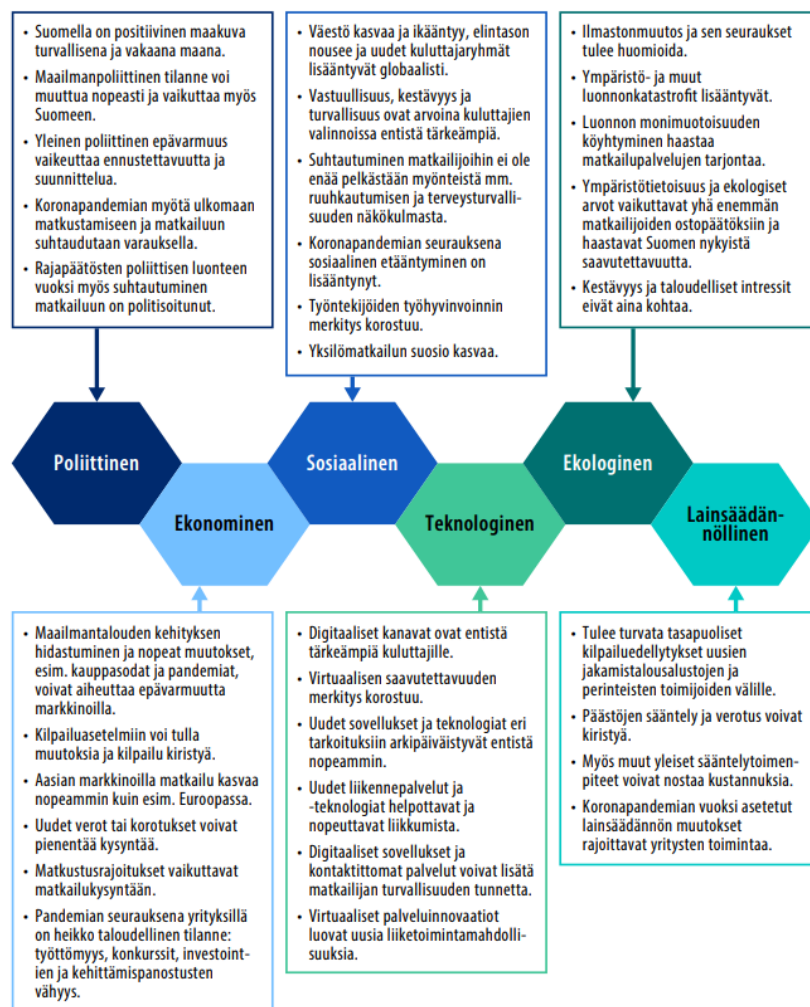 • Suomella on positiivinen maakuva
turvallisena ja vakaana maana.
• Maailmanpoliittinen tilanne voi
muuttua nopeasti ja vaikuttaa myös
Suomeen.
• Yleinen poliittinen epävarmuus
vaikeuttaa ennustettavuutta ja
suunnittelua.
• Koronapandemian myötä ulkomaan
matkustamiseen ja matkailuun
suhtaudutaan varauksella.
• Rajapäätösten poliittisen luonteen
vuoksi myös suhtautuminen
matkailuun on politisoitunut.
• Väestö kasvaa ja ikääntyy, elintason
nousee ja uudet kuluttajaryhmät
lisääntyvät globaalisti.
• Vastuullisuus, kestävyys ja
turvallisuus ovat arvoina kuluttajien
valinnoissa entistä tärkeämpiä.
• Suhtautuminen matkailijoihin ei ole
enää pelkästään myönteistä mm.
ruuhkautumisen ja terveysturvalli-
suuden näkökulmasta.
• Koronapandemian seurauksena
sosiaalinen etääntyminen on
lisääntynyt.
• Työntekijöiden työhyvinvoinnin
merkitys korostuu.
• Yksilömatkailun suosio kasvaa.
• Ilmastonmuutos ja sen seuraukset
tulee huomioida.
• Ympäristö- ja muut
luonnonkatastrofit lisääntyvät.
• Luonnon monimuotoisuuden
köyhtyminen haastaa
matkailupalvelujen tarjontaa.
• Ympäristötietoisuus ja ekologiset
arvot vaikuttavat yhä enemmän
matkailijoiden ostopäätöksiin ja
haastavat Suomen nykyistä
saavutettavuutta.
• Kestävyys ja taloudelliset intressit
eivät aina kohtaa.
Poliittinen
Sosiaalinen
Ekologinen
Ekonominen
Teknologinen
Lainsäädän-
nöllinen
• Maailmantalouden kehityksen
hidastuminen ja nopeat muutokset,
esim. kauppasodat ja pandemiat,
voivat aiheuttaa epävarmuutta
markkinoilla.
• Kilpailuasetelmiin voi tulla
muutoksia ja kilpailu kiristyä.
• Aasian markkinoilla matkailu kasvaa
nopeammin kuin esim. Euroopassa.
• Uudet verot tai korotukset voivat
pienentää kysyntää.
• Matkustusrajoitukset vaikuttavat
matkailukysyntään.
• Pandemian seurauksena yrityksillä
on heikko taloudellinen tilanne:
työttömyys, konkurssit, investoint-
ien ja kehittämispanostusten
vähyys.
• Digitaaliset kanavat ovat entistä
tärkeämpiä kuluttajille.
• Virtuaalisen saavutettavuuden
merkitys korostuu.
• Uudet sovellukset ja teknologiat eri
tarkoituksiin arkipäiväistyvät entistä
nopeammin.
• Uudet liikennepalvelut ja
-teknologiat helpottavat ja
nopeuttavat liikkumista.
• Digitaaliset sovellukset ja
kontaktittomat palvelut voivat lisätä
matkailijan turvallisuuden tunnetta.
• Virtuaaliset palveluinnovaatiot
luovat uusia liiketoimintamahdolli-
suuksia.
• Tulee turvata tasapuoliset
kilpailuedellytykset uusien
jakamistalousalustojen ja
perinteisten toimijoiden välille.
• Päästöjen sääntely ja verotus voivat
kiristyä.
• Myös muut yleiset sääntelytoimen-
piteet voivat nostaa kustannuksia.
• Koronapandemian vuoksi asetetut
lainsäädännön muutokset
rajoittavat yritysten toimintaa.